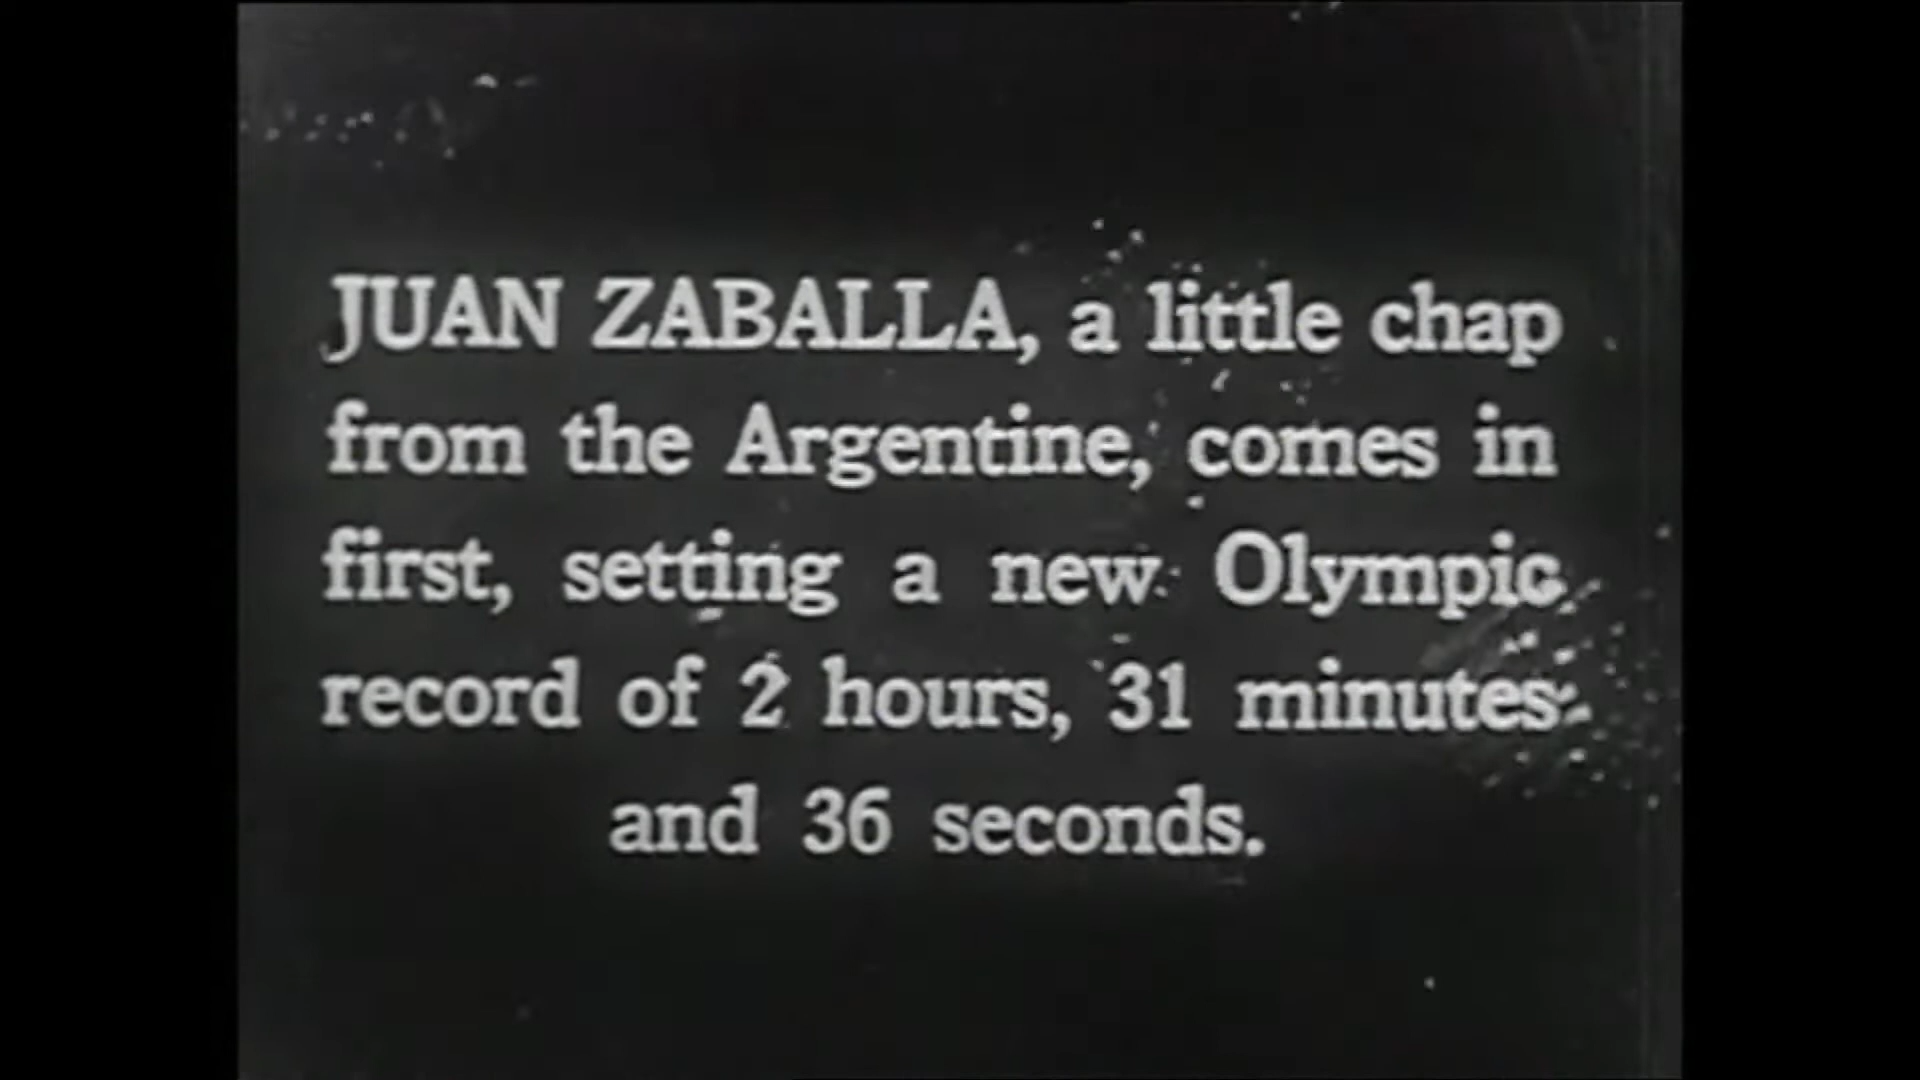 JUAN ZABALLA, a little chap
from the Argentine, comes in
first, setting a new Olympic
record of 2 hours, 31 minutes
and 36 seconds.